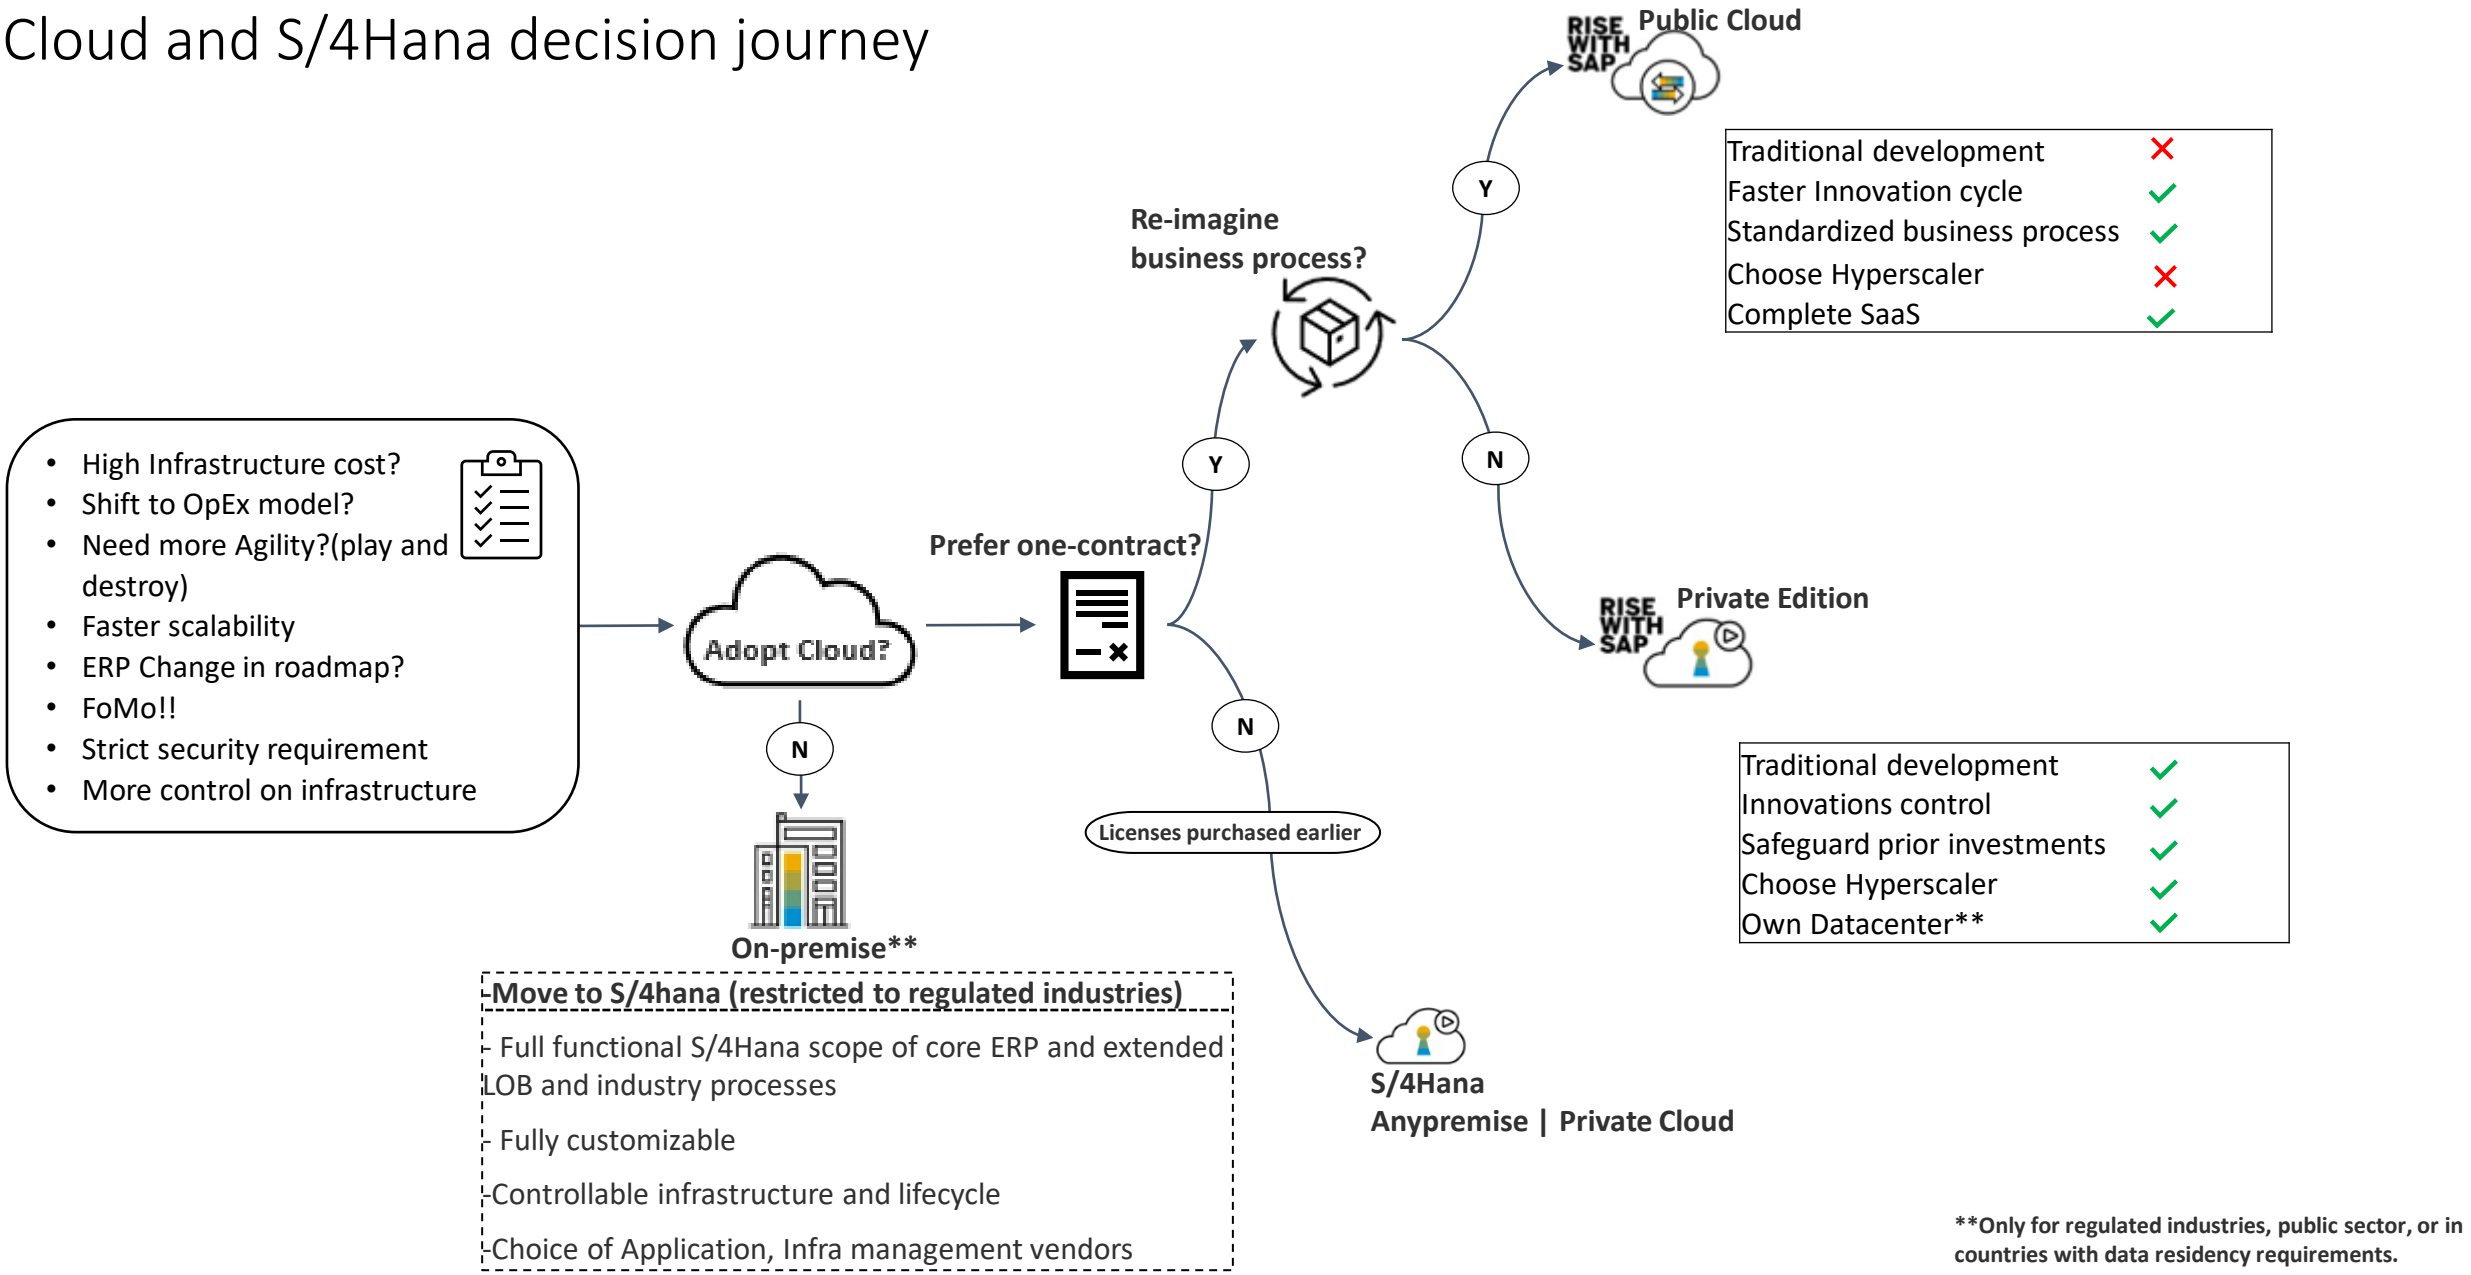 Cloud and S/4Hana decision journey
RISE
WITH
SAP
Public Cloud
Traditional development
Faster Innovation cycle
Standardized business process
Choose Hyperscaler
Complete SaaS
Y
Re-imagine
business process?
• High Infrastructure cost?
• Shift to OpEx model?
• Need more Agility?(play and
destroy)
• Faster scalability
• ERP Change in roadmap?
• FoMo!!
• Strict security requirement
• More control on infrastructure
Y
N
Prefer one-contract?
Adopt Cloud?
RISE
WITH
SAP
Private Edition
N
N
Licenses purchased earlier
Traditional development
Innovations control
Safeguard prior investments
Choose Hyperscaler
Own Datacenter**
On-premise**
-Move to S/4hana (restricted to regulated industries)
- Full functional S/4Hana scope of core ERP and extended
LOB and industry processes
- Fully customizable
-Controllable infrastructure and lifecycle
-Choice of Application, Infra management vendors
S/4Hana
Anypremise | Private Cloud
**Only for regulated industries, public sector, or in
countries with data residency requirements.